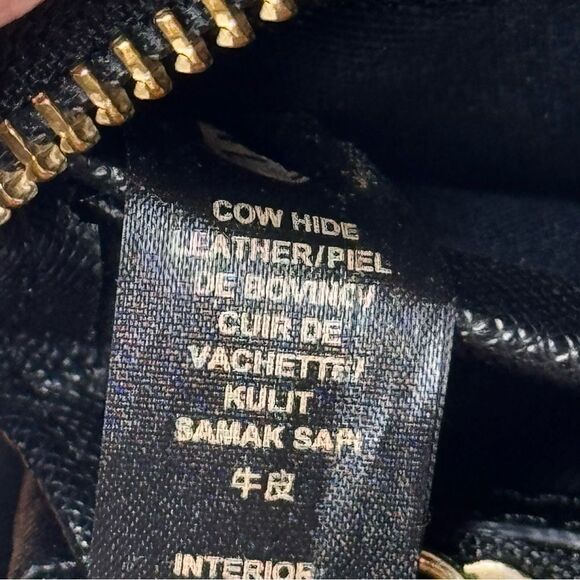 COW HIDE
LEATHER/PIEL
DE BOVINO/
CUIR DE
VACHETTE/
KULIT
SAMAK SAPI
牛皮
INTERIOR